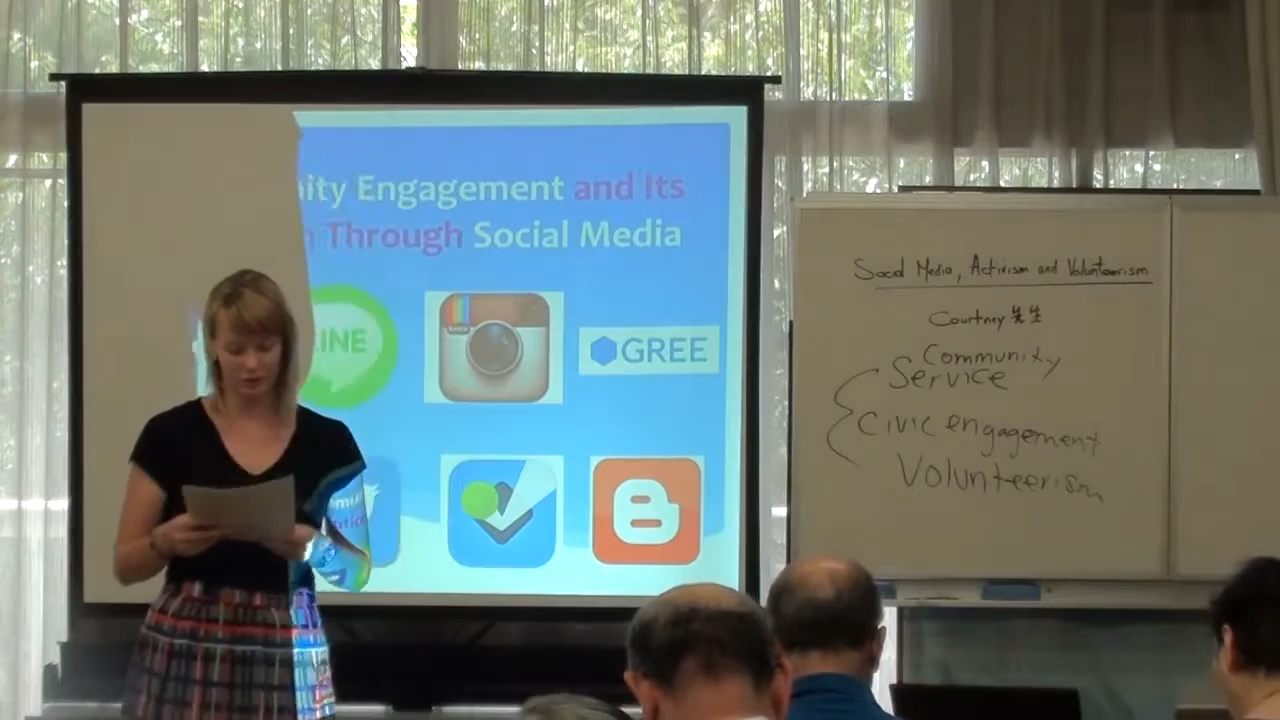 ity Engagement and Its
Through Social Media
LINE
GREE
Social Media, Activism and Volunteerism
Courtney 先生
Community
Service
Civic engagement
Volunteerism